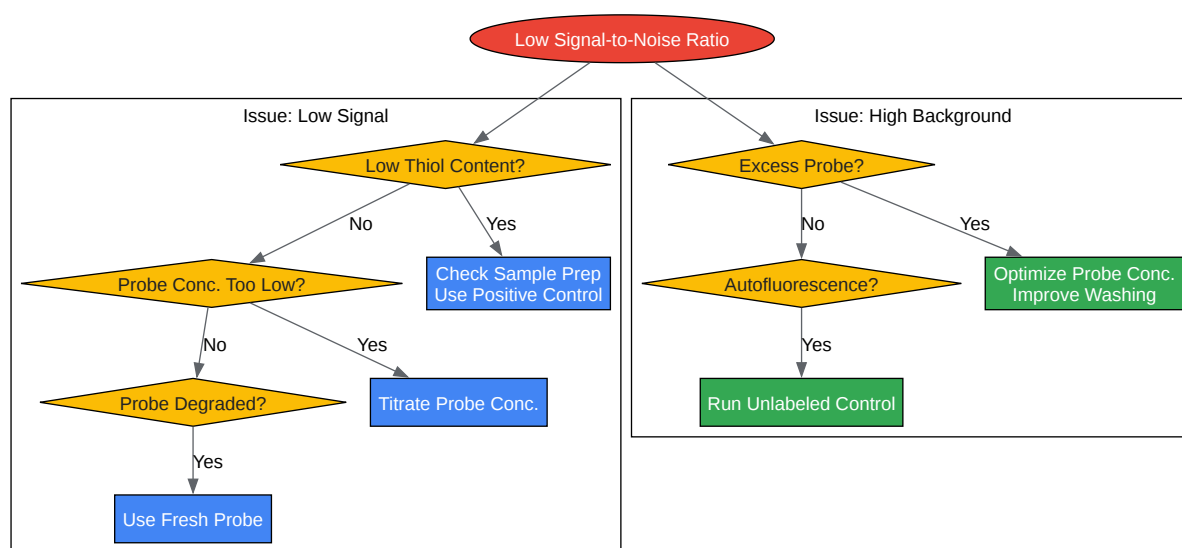 Low Signal-to-Noise Ratio
Issue: Low Signal
Issue: High Background
Low Thiol Content?
Excess Probe?
No
Yes
No
Yes
Probe Conc. Too Low?
Check Sample Prep
Use Positive Control
Autofluorescence?
Optimize Probe Conc.
Improve Washing
No
Yes
Yes
Probe Degraded?
Titrate Probe Conc.
Run Unlabeled Control
Yes
Use Fresh Probe